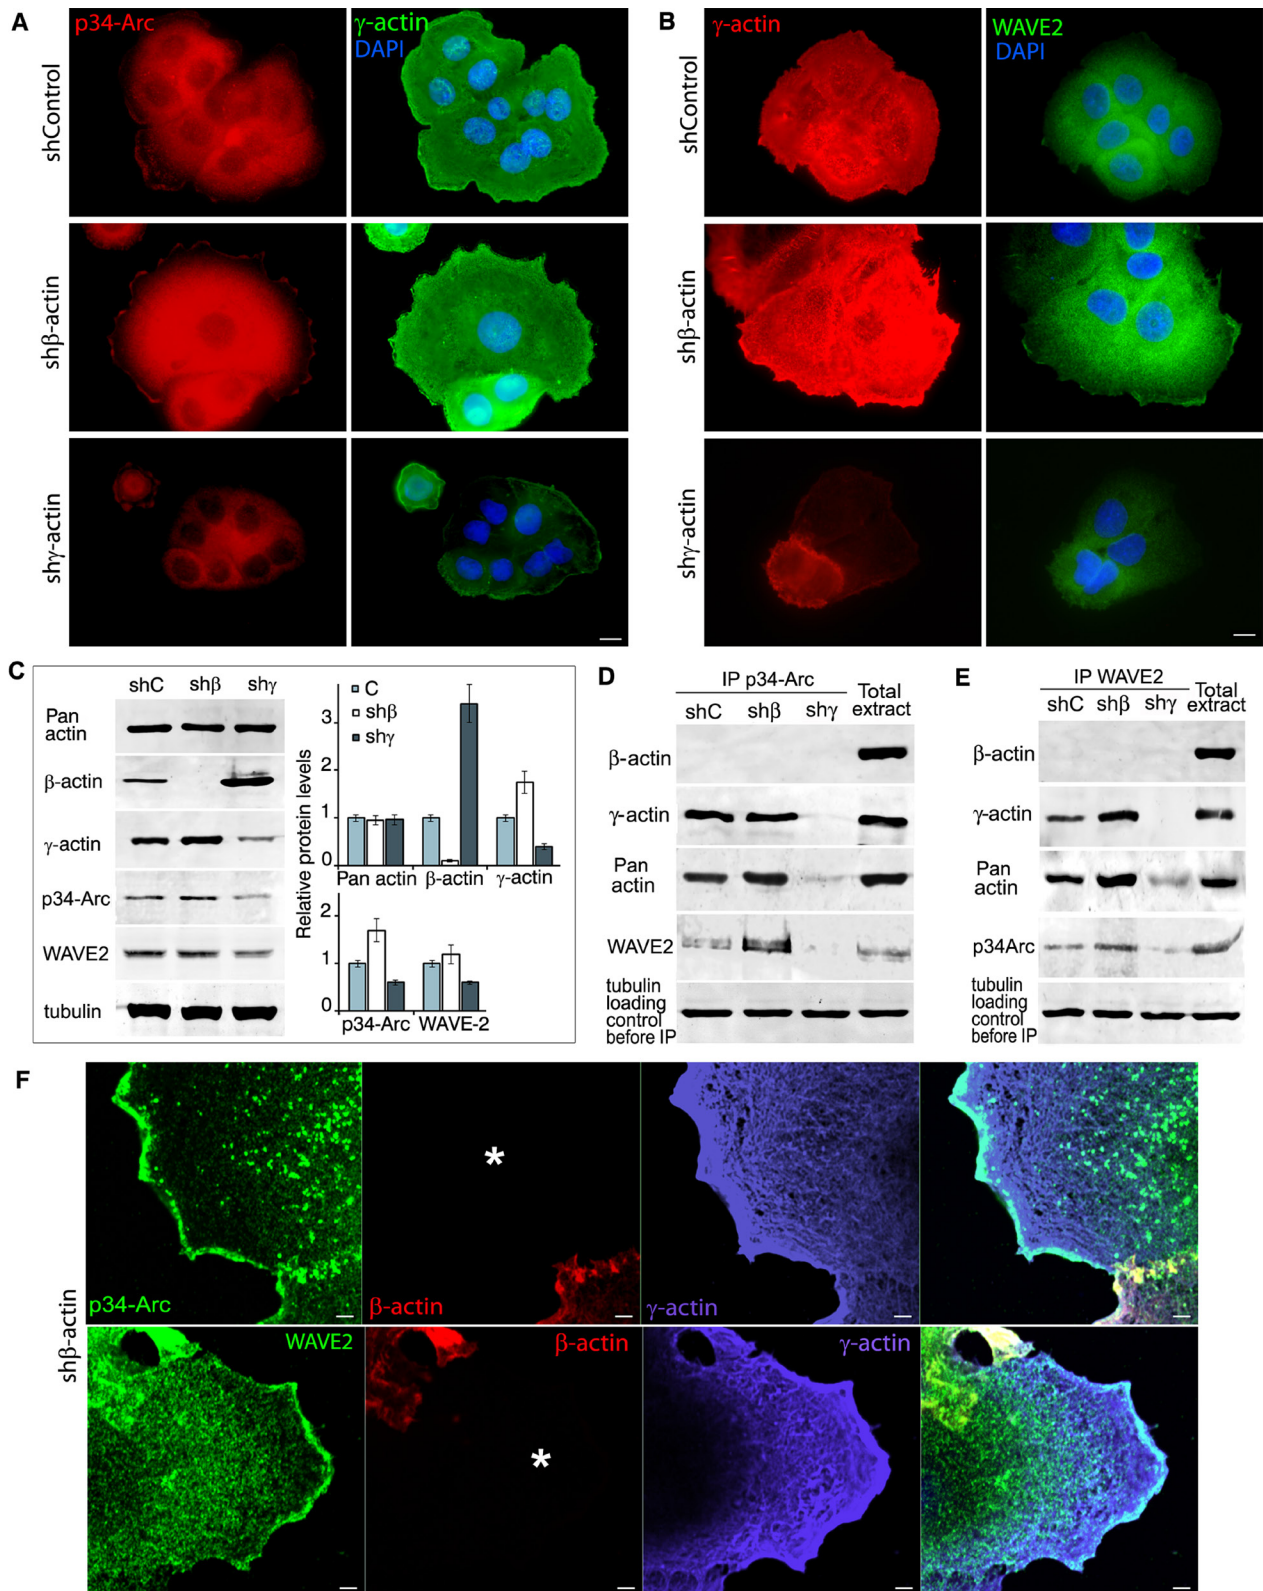 A
p34-Arc
γ-actin
DAPI
shControl
shβ-actin
shγ-actin
B
γ-actin
WAVE2
DAPI
shControl
shβ-actin
shγ-actin
C
shC shβ shγ
Pan
actin
β-actin
γ-actin
p34-Arc
WAVE2
tubulin
Relative protein levels
C
shβ
shγ
3
2
1
0
Pan actin β-actin γ-actin
2
1
0
p34-Arc WAVE-2
D
IP p34-Arc
shC shβ shγ
Total
extract
β-actin
γ-actin
Pan
actin
WAVE2
tubulin
loading
control
before IP
E
IP WAVE2
shC shβ shγ
Total
extract
β-actin
γ-actin
Pan
actin
p34Arc
tubulin
loading
control
before IP
F
shβ-actin
p34-Arc
*
β-actin
γ-actin
WAVE2
β-actin
*
γ-actin